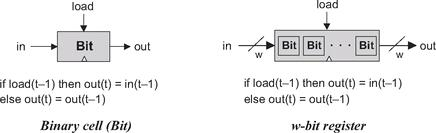 load
load
in
Bit
out
in
w
Bit
Bit
. . .
Bit
w
out
if load(t–1) then out(t) = in(t–1)
else out(t) = out(t–1)
if load(t–1) then out(t) = in(t–1)
else out(t) = out(t–1)
Binary cell (Bit)
w-bit register